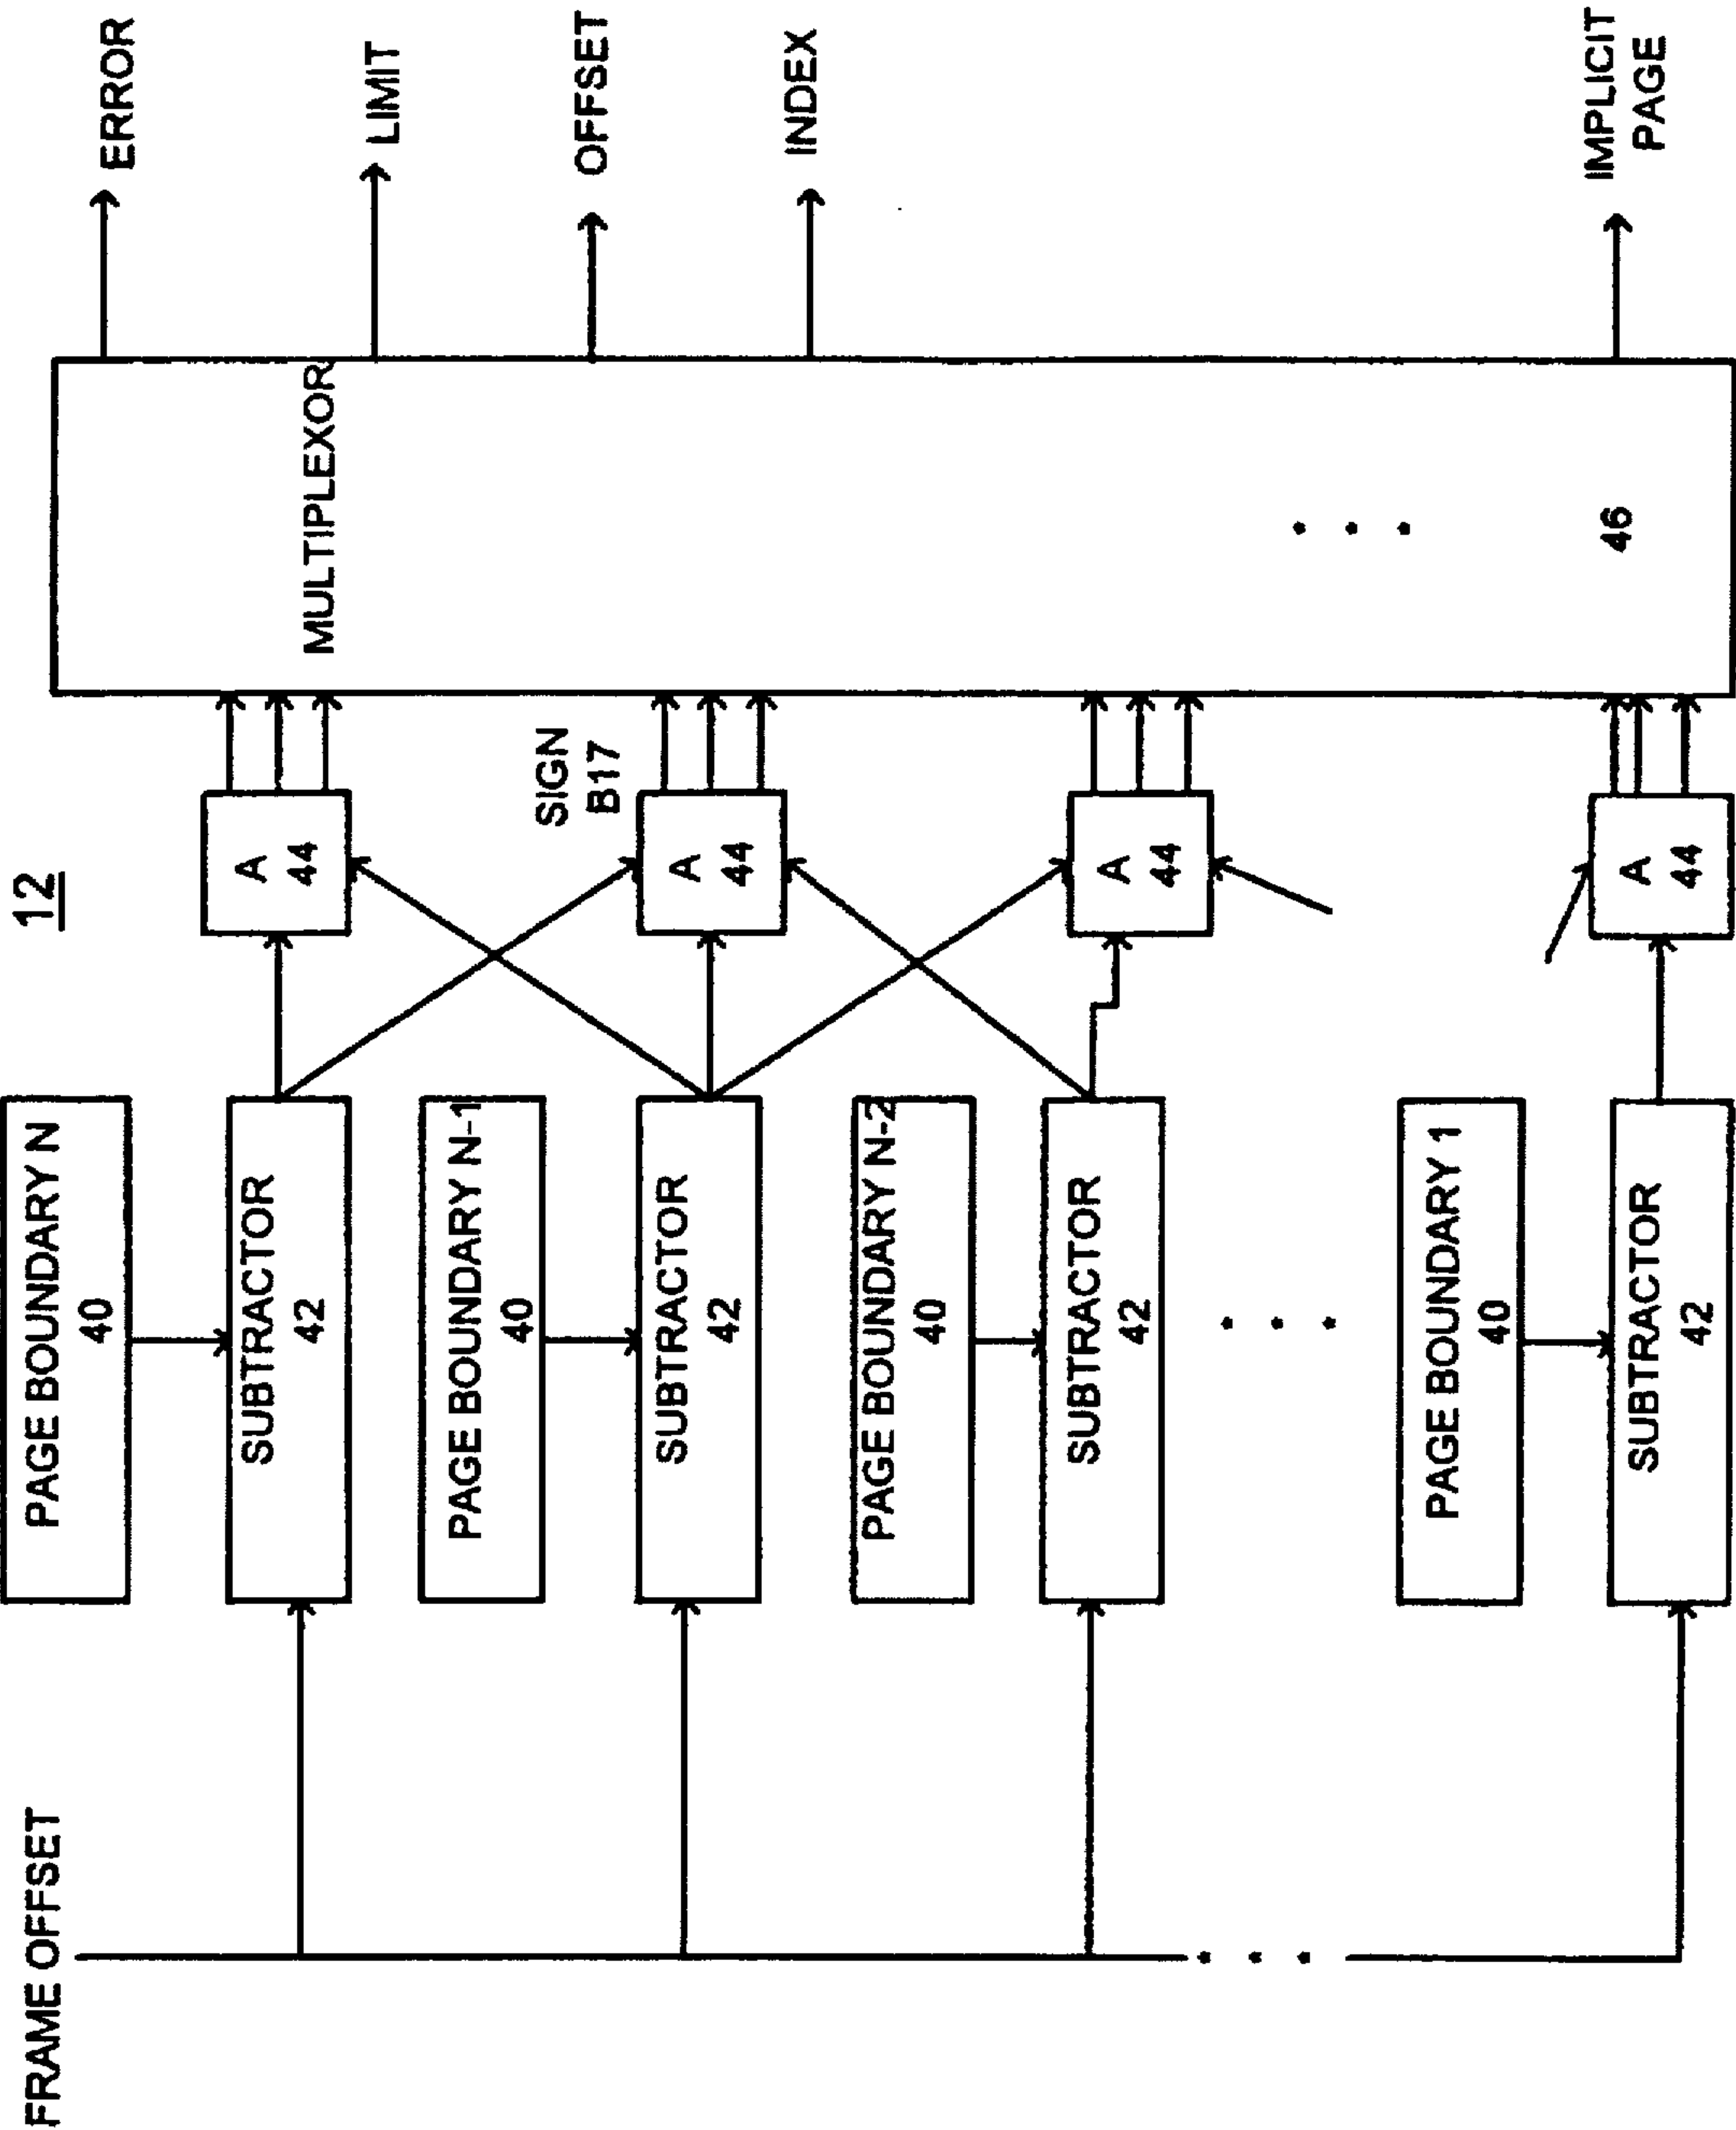 12
FRAME OFFSET
PAGE BOUNDARY N
40
SUBTRACTOR
42
A
44
PAGE BOUNDARY N-1
40
SUBTRACTOR
42
SIGN
B17
A
44
PAGE BOUNDARY N-2
40
SUBTRACTOR
42
A
44
. . .
PAGE BOUNDARY 1
40
SUBTRACTOR
42
A
44
MULTIPLEXOR
. . .
46
ERROR
LIMIT
OFFSET
INDEX
IMPLICIT
PAGE